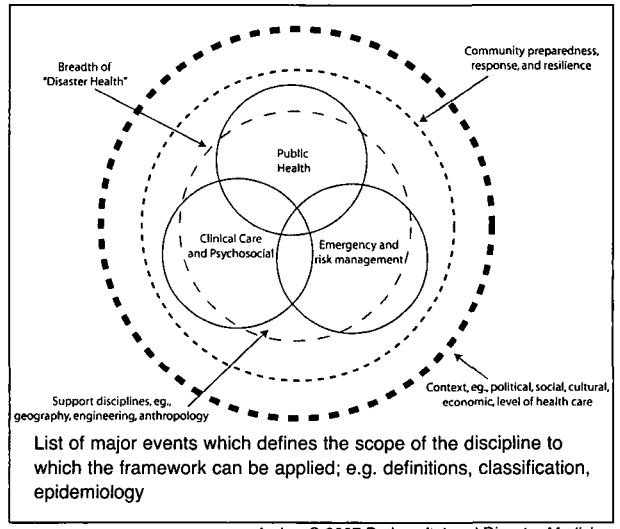 Community preparedness,
response, and resilience
Breadth of
"Disaster Health"
Public
Health
Clinical Care
and Psychosocial
Emergency and
risk management
Support disciplines, eg.,
geography, engineering, anthropology
Context, eg., political, social, cultural,
economic, level of health care
List of major events which defines the scope of the discipline to
which the framework can be applied; e.g. definitions, classification,
epidemiology